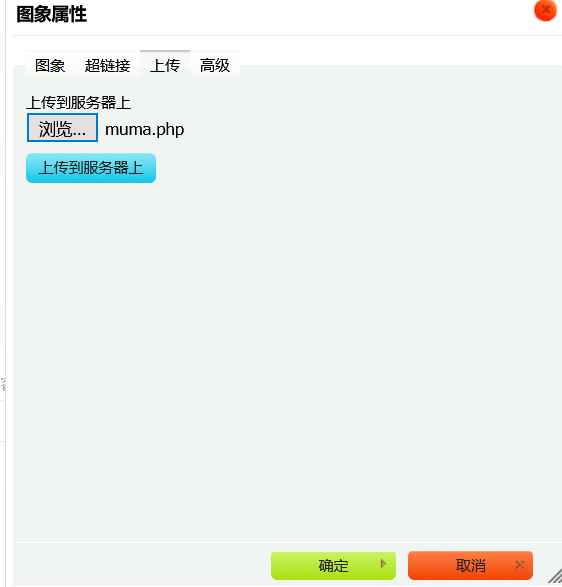 图象属性
图象 超链接 上传 高级
上传到服务器上
浏览... muma.php
上传到服务器上
确定 取消